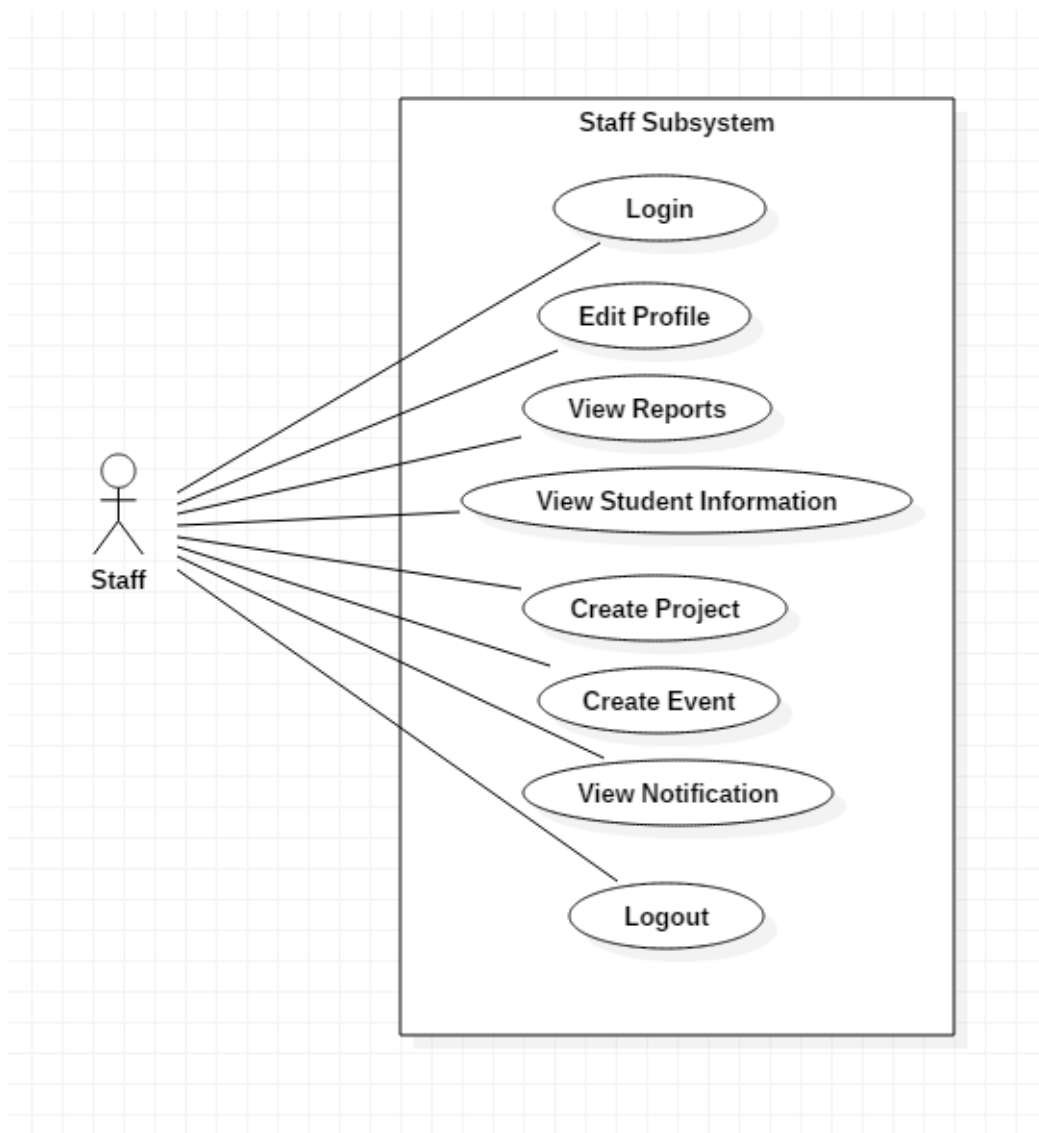 Staff Subsystem
Login
Edit Profile
View Reports
View Student Information
Staff
Create Project
Create Event
View Notification
Logout